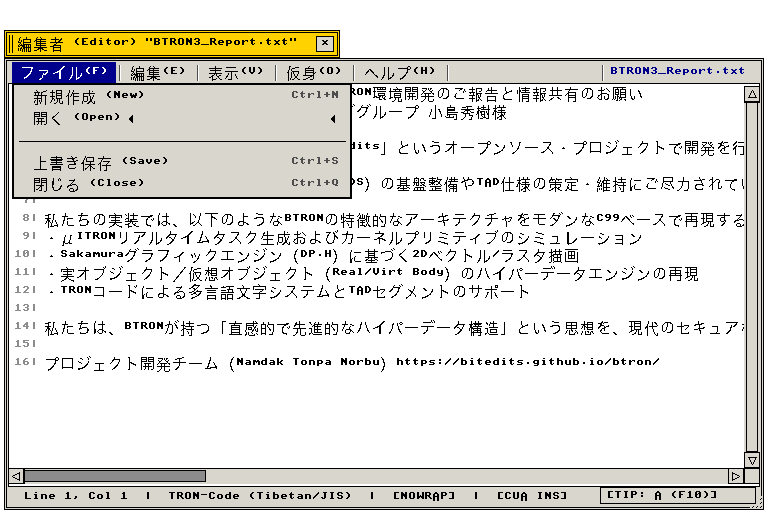 編集者 (Editor) "BTRON3_Report.txt"
ファイル(F) 編集(E) 表示(V) 仮身(O) ヘルプ(H) BTRON3_Report.txt
新規作成 (New) Ctrl+N
開く (Open)
上書き保存 (Save) Ctrl+S
閉じる (Close) Ctrl+Q
環境開発のご報告と情報共有のお願い
グループ 小島秀樹様
」というオープンソース・プロジェクトで開発を行
) の基盤整備やTAD仕様の策定・維持にご尽力されてい
8| 私たちの実装では、以下のようなBTRONの特徴的なアーキテクチャをモダンなC99ベースで再現する
9| ・μITRONリアルタイムタスク生成およびカーネルプリミティブのシミュレーション
10| ・Sakamuraグラフィックエンジン (DP.H) に基づく2Dベクトル/ラスタ描画
11| ・実オブジェクト／仮想オブジェクト (Real/Virt Body) のハイパーデータエンジンの再現
12| ・TRONコードによる多言語文字システムとTADセグメントのサポート
13|
14| 私たちは、BTRONが持つ「直感的で先進的なハイパーデータ構造」という思想を、現代のセキュア
15|
16| プロジェクト開発チーム (Namdak Tonpa Norbu) https://bitedits.github.io/btron/
Line 1, Col 1 | TRON-Code (Tibetan/JIS) | [NOWRAP] | [CUA INS] [TIP: A (F10)]